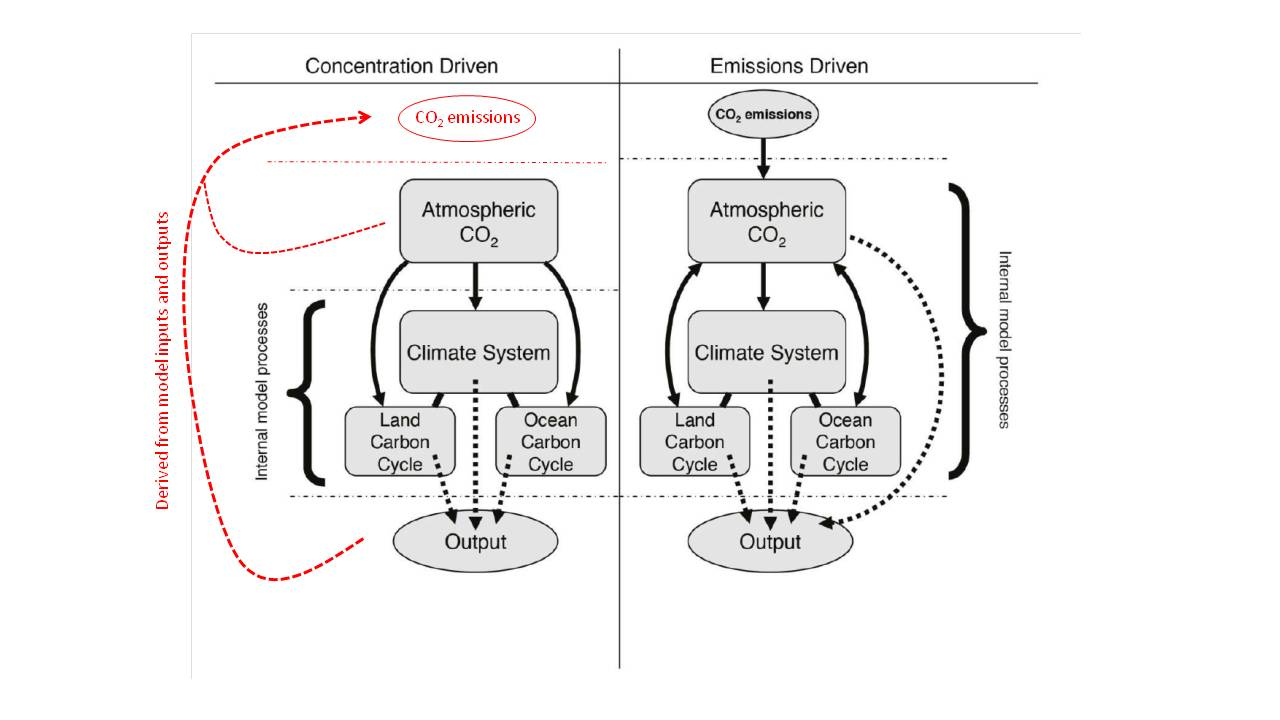 Concentration Driven
Emissions Driven
CO₂ emissions
CO₂ emissions
Derived from model inputs and outputs
Internal model processes
Atmospheric
CO₂
Climate System
Land
Carbon
Cycle
Ocean
Carbon
Cycle
Output
Atmospheric
CO₂
Climate System
Land
Carbon
Cycle
Ocean
Carbon
Cycle
Output
Internal model processes